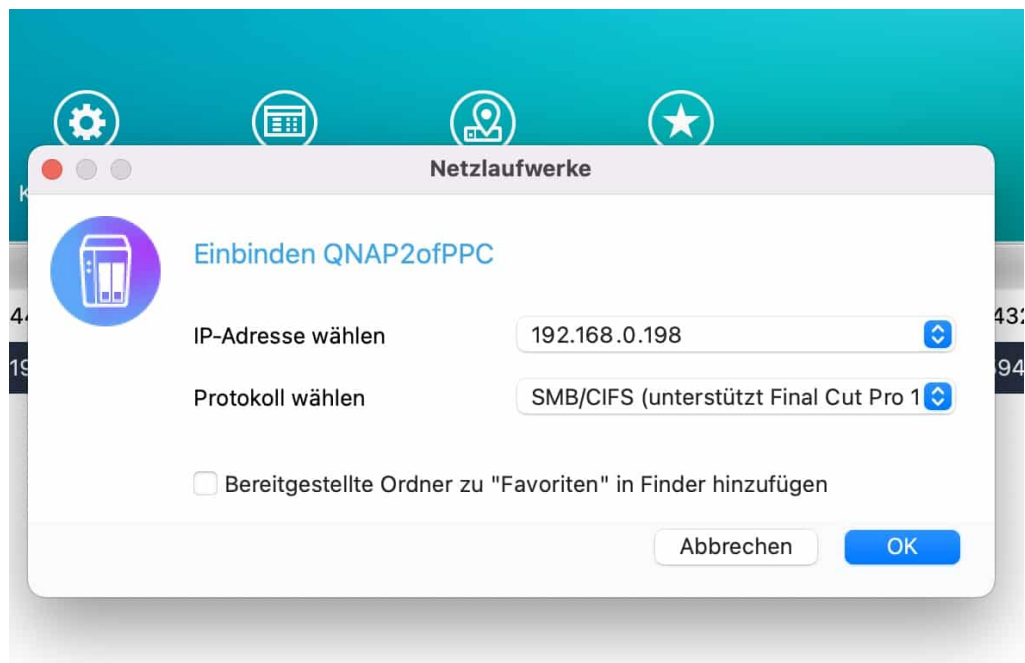 Netzlaufwerke
Einbinden QNAP2ofPPC
IP-Adresse wählen
192.168.0.198
Protokoll wählen
SMB/CIFS (unterstützt Final Cut Pro 1
Bereitgestellte Ordner zu "Favoriten" in Finder hinzufügen
Abbrechen
OK